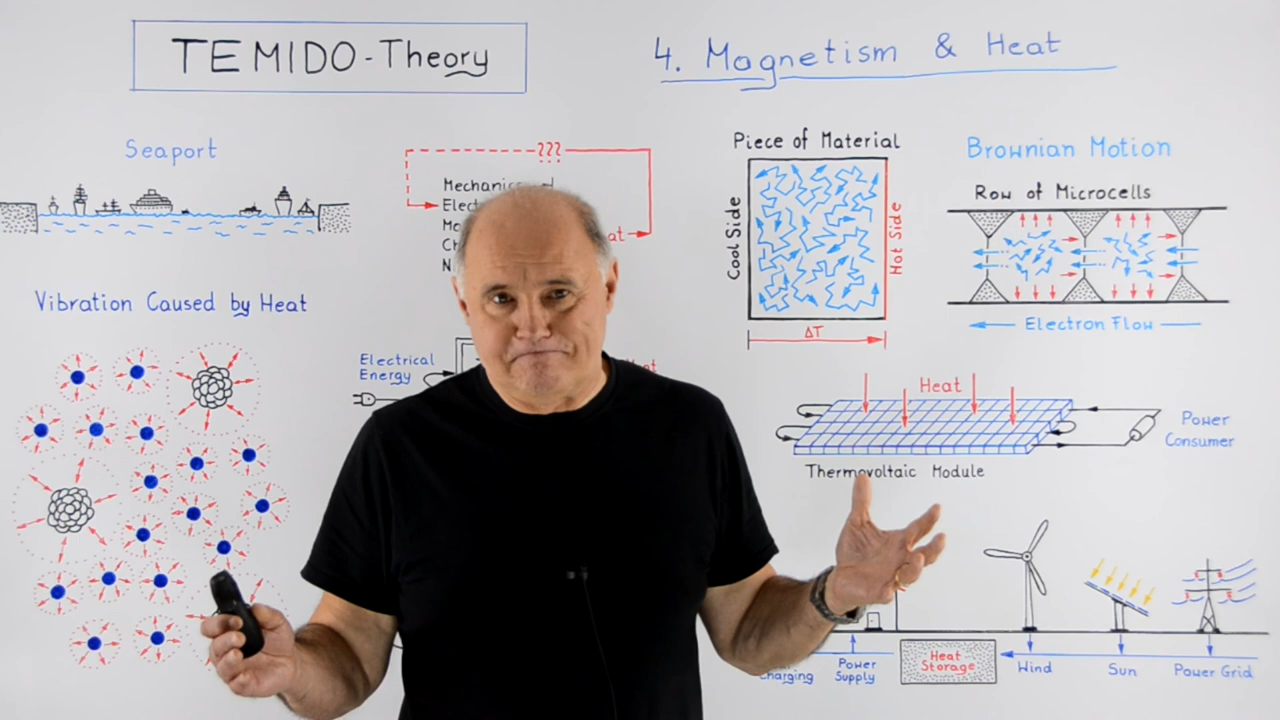 TEMIDO-Theory
4. Magnetism & Heat
Seaport
???
Vibration Caused by Heat
Electrical
Energy
Piece of Material
Cool Side
Hot Side
ΔT
Brownian Motion
Row of Microcells
Electron Flow
Heat
Power
Consumer
Thermovoltaic Module
Charging
Power
Supply
Heat
Storage
Wind
Sun
Power Grid